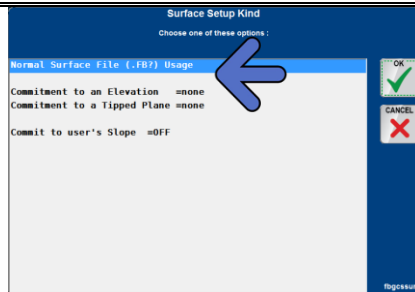 Surface Setup Kind
Choose one of these options :
Normal Surface File (.FB?) Usage
OK
Commitment to an Elevation =none
Commitment to a Tipped Plane =none
CANCEL
Commit to user's Slope =OFF